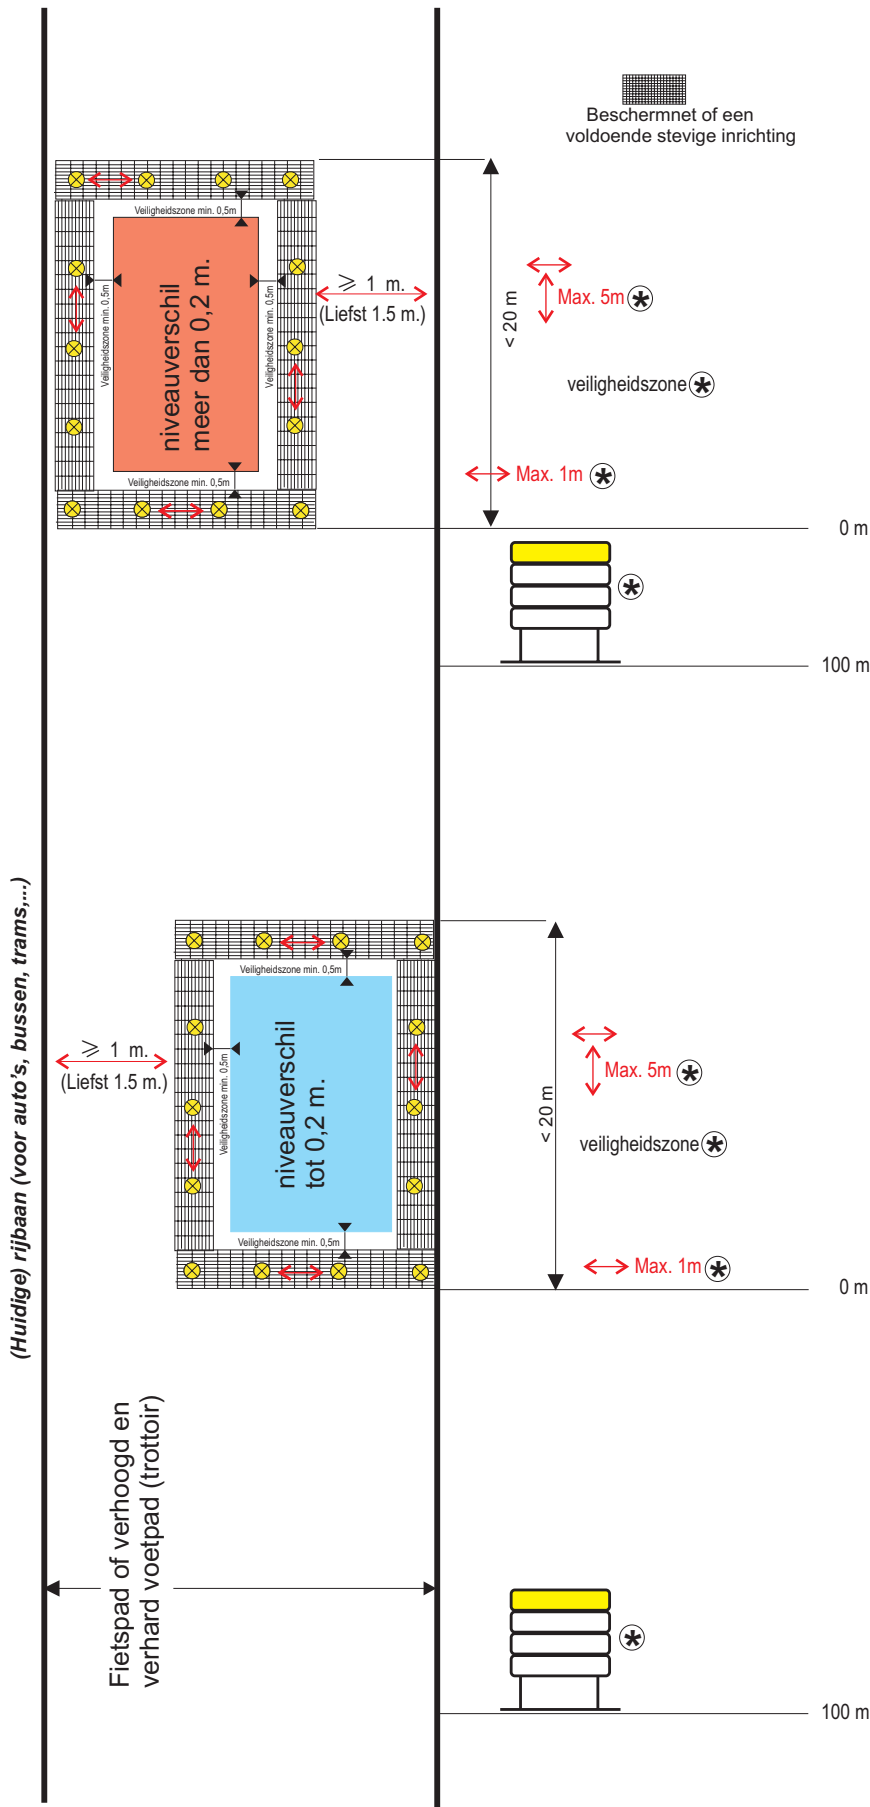 Beschermnet of een
voldoende stevige inrichting
Veiligheidszone min. 0,5m
Veiligheidszone min. 0,5m
niveauverschil
meer dan 0,2 m.
Veiligheidszone min. 0,5m
⩾ 1 m.
(Liefst 1.5 m.)
< 20 m
Max. 5m *
veiligheidszone *
Veiligheidszone min. 0,5m
Max. 1m *
0 m
*
100 m
(Huidige) rijbaan (voor auto's, bussen, trams,...)
Veiligheidszone min. 0,5m
⩾ 1 m.
(Liefst 1.5 m.)
Veiligheidszone min. 0,5m
niveauverschil
tot 0,2 m.
< 20 m
Max. 5m *
veiligheidszone *
Veiligheidszone min. 0,5m
Max. 1m *
0 m
Fietspad of verhoogd en
verhard voetpad (trottoir)
*
100 m